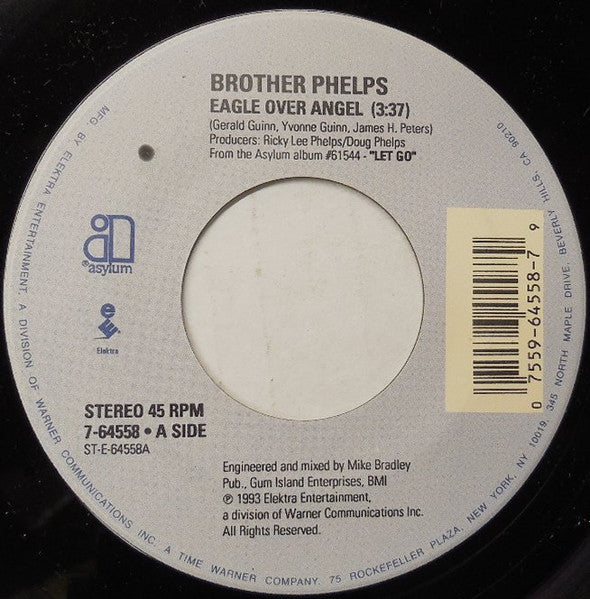 BROTHER PHELPS
EAGLE OVER ANGEL (3:37)
(Gerald Guinn, Yvonne Guinn, James H. Peters)
Producers: Ricky Lee Phelps/Doug Phelps
From the Asylum album #61544 - "LET GO"
®asylum
Elektra
STEREO 45 RPM
7-64558 • A SIDE
ST-E-64558A
0 7559-64558-7 9
Engineered and mixed by Mike Bradley
Pub., Gum Island Enterprises, BMI
℗ 1993 Elektra Entertainment,
a division of Warner Communications Inc.
All Rights Reserved.
MFG. BY ELEKTRA ENTERTAINMENT, A DIVISION OF WARNER COMMUNICATIONS INC. A TIME WARNER COMPANY. 75 ROCKEFELLER PLAZA, NEW YORK, NY, 10019. 345 NORTH MAPLE DRIVE, BEVERLY HILLS, CA 90210